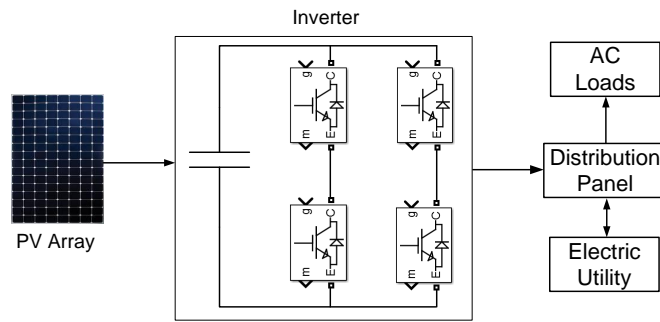 Inverter
g
C
m
E
g
C
m
E
g
C
m
E
g
C
m
E
PV Array
AC
Loads
Distribution
Panel
Electric
Utility